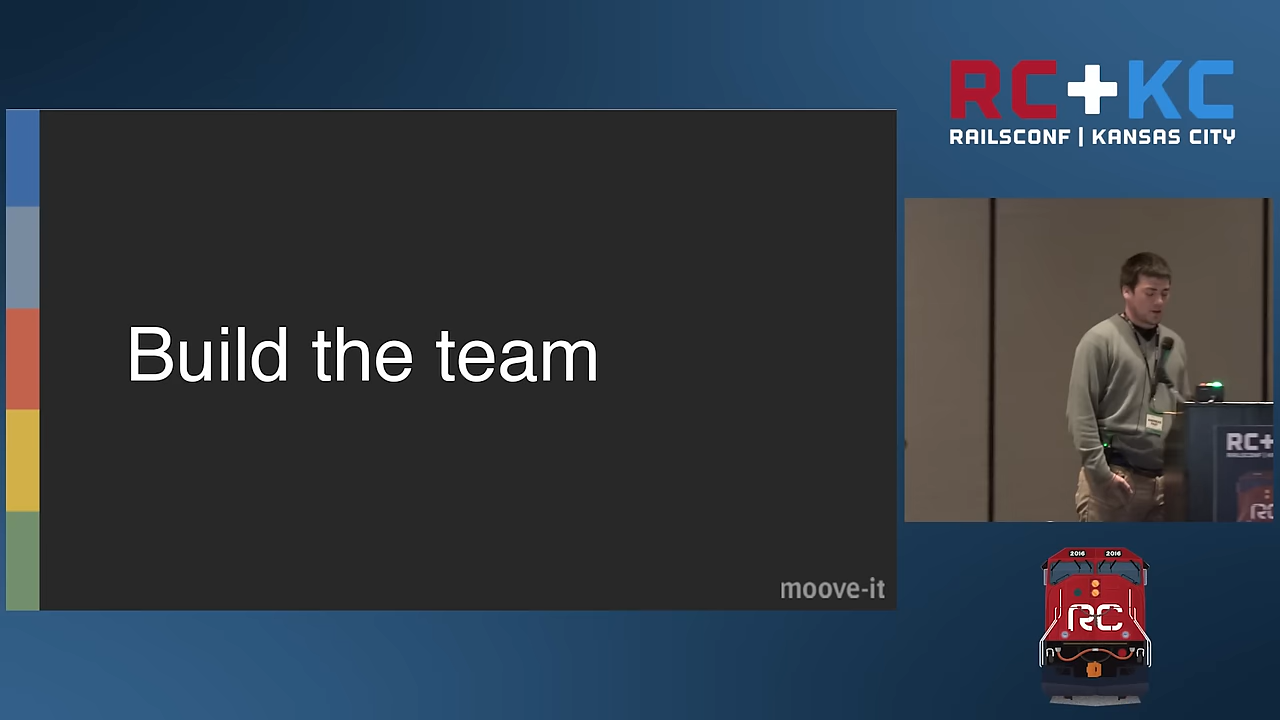 RC+KC
RAILSCONF | KANSAS CITY
Build the team
moove-it
RC+
2016 2016
RC